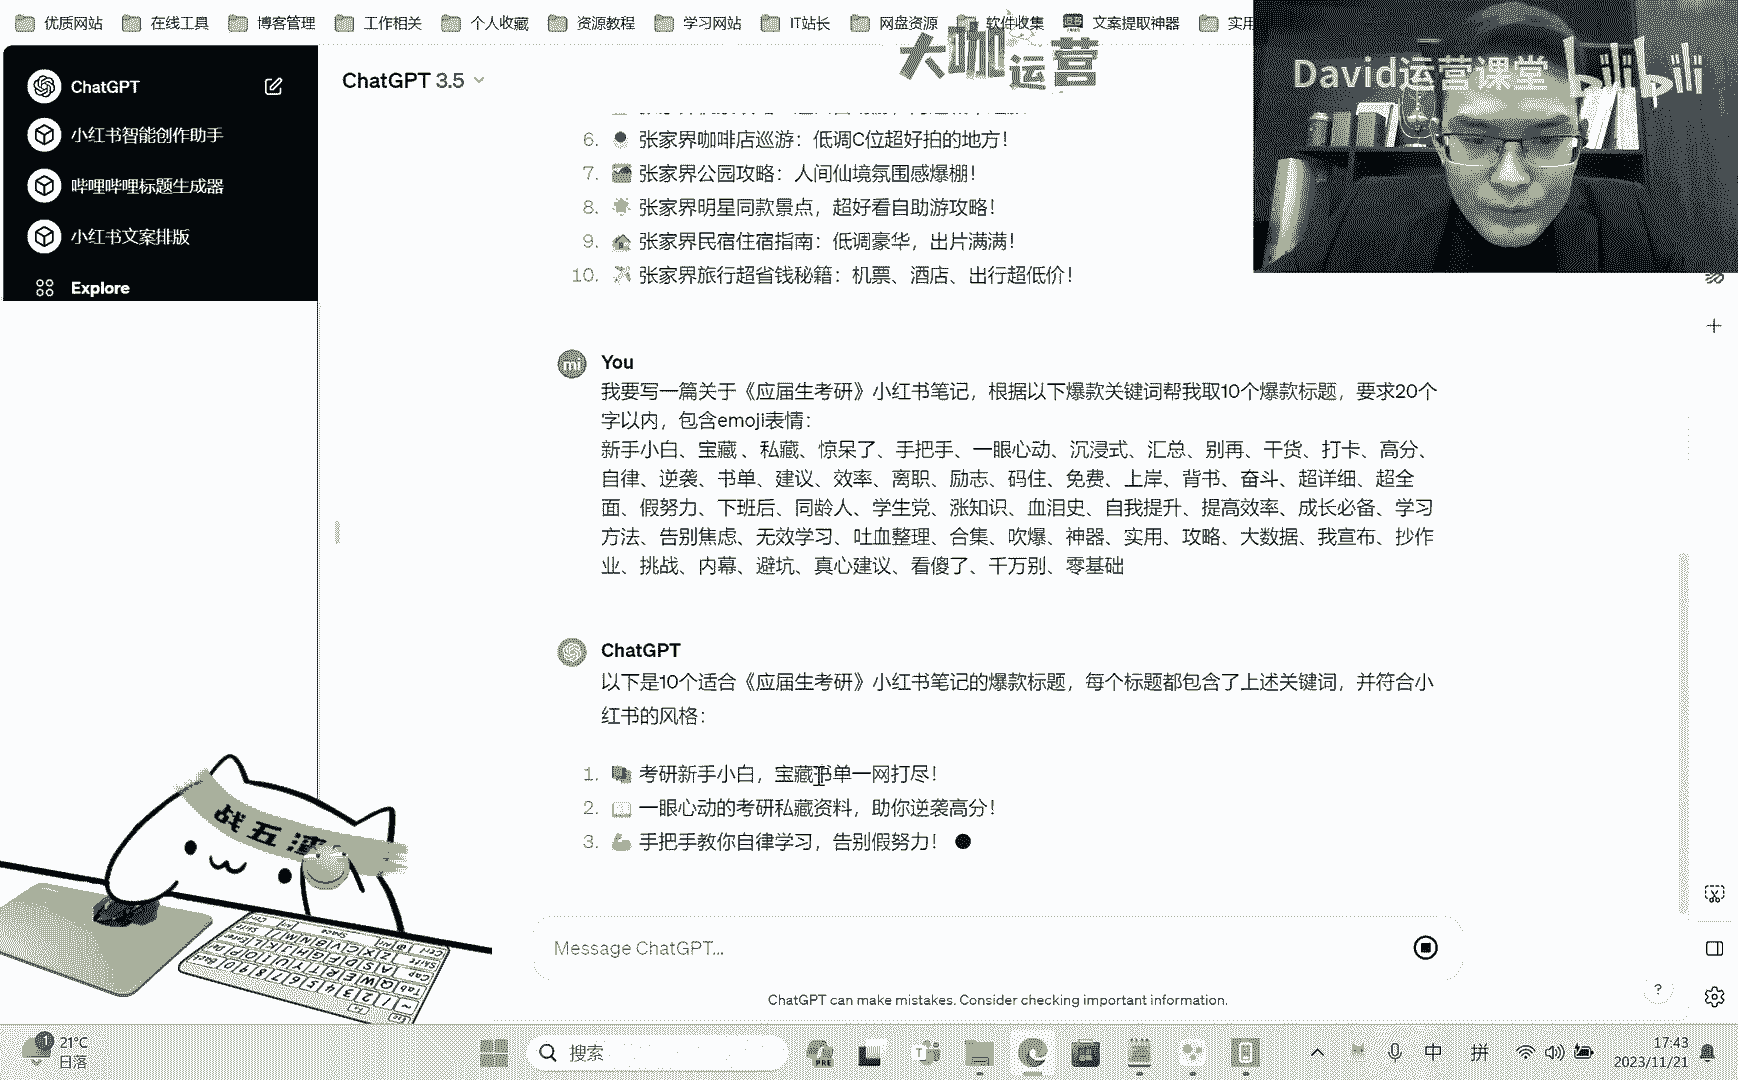 优质网站 在线工具 博客管理 工作相关 个人收藏 资源教程 学习网站 IT站长 网盘资源 软件收集 文案提取神器 实用
大咖运营
David运营课堂 bilibili
ChatGPT
小红书智能创作助手
哔哩哔哩标题生成器
小红书文案排版
Explore
ChatGPT 3.5
6. 张家界咖啡店巡游：低调C位超好拍的地方！
7. 张家界公园攻略：人间仙境氛围感爆棚！
8. 张家界明星同款景点，超好看自助游攻略！
9. 张家界民宿住宿指南：低调豪华，出片满满！
10. 张家界旅行超省钱秘籍：机票、酒店、出行超低价！
mi
You
我要写一篇关于《应届生考研》小红书笔记，根据以下爆款关键词帮我取10个爆款标题，要求20个
字以内，包含emoji表情：
新手小白、宝藏 、私藏、惊呆了、手把手、一眼心动、沉浸式、汇总、别再、干货、打卡、高分、
自律、逆袭、书单、建议、效率、离职、励志、码住、免费、上岸、背书、奋斗、超详细、超全
面、假努力、下班后、同龄人、学生党、涨知识、血泪史、自我提升、提高效率、成长必备、学习
方法、告别焦虑、无效学习、吐血整理、合集、吹爆、神器、实用、攻略、大数据、我宣布、抄作
业、挑战、内幕、避坑、真心建议、看傻了、千万别、零基础
ChatGPT
以下是10个适合《应届生考研》小红书笔记的爆款标题，每个标题都包含了上述关键词，并符合小
红书的风格：
1. 考研新手小白，宝藏书单一网打尽！
2. 一眼心动的考研私藏资料，助你逆袭高分！
3. 手把手教你自律学习，告别假努力！
战五渣
Message ChatGPT...
ChatGPT can make mistakes. Consider checking important information.
?
1 21°C
日落
搜索
PRE
中 拼
17:43
2023/11/21